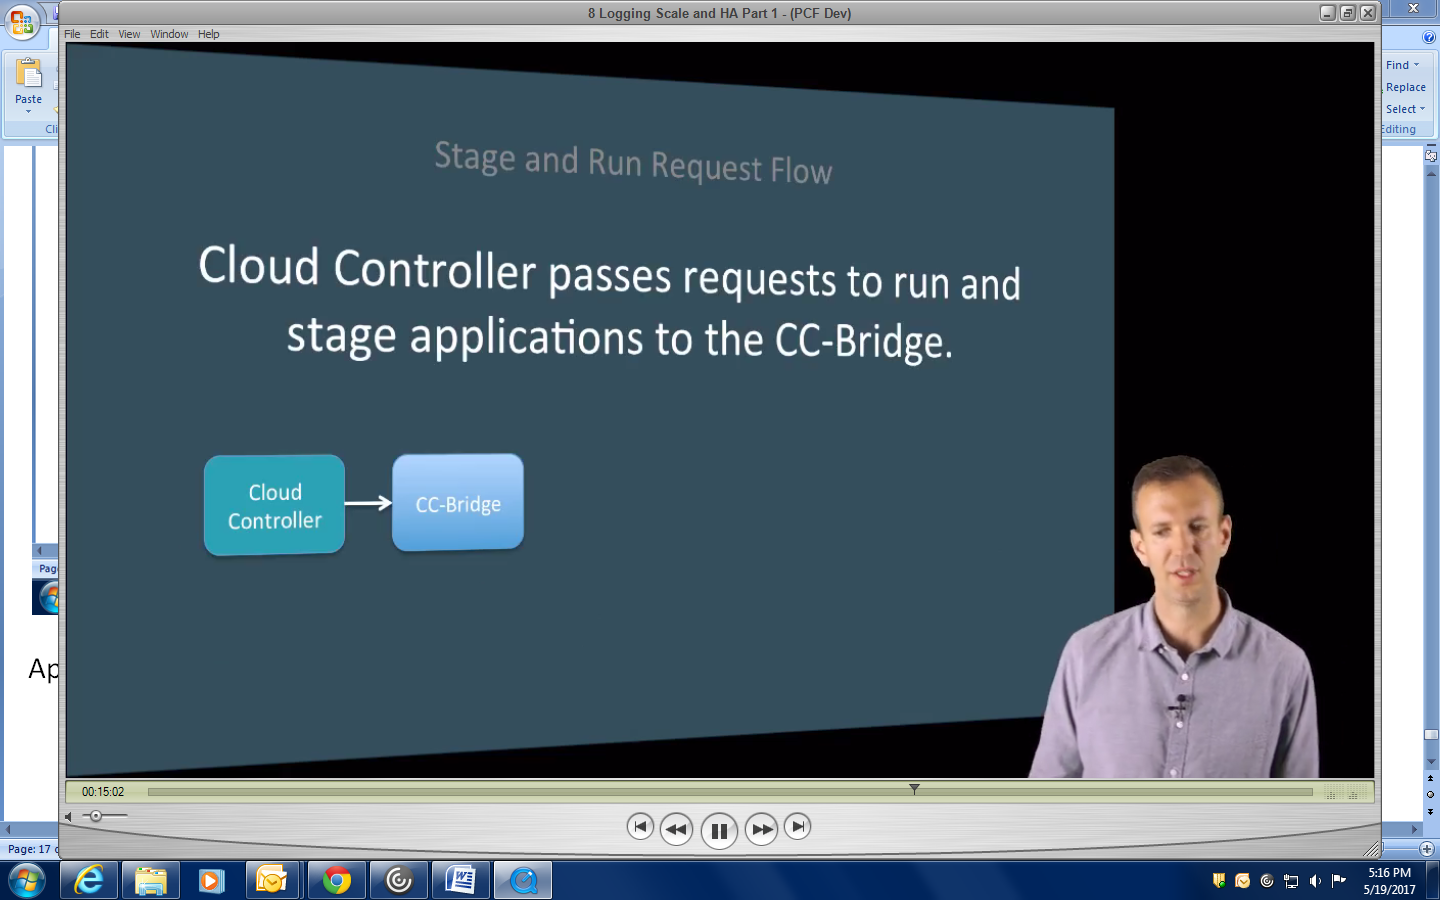 8 Logging Scale and HA Part 1 - (PCF Dev)
File Edit View Window Help
Paste
Find
Replace
Select
Editing
Stage and Run Request Flow
Cloud Controller passes requests to run and
stage applications to the CC-Bridge.
Cloud
Controller
CC-Bridge
00:15:02
Page: 17
5:16 PM
5/19/2017